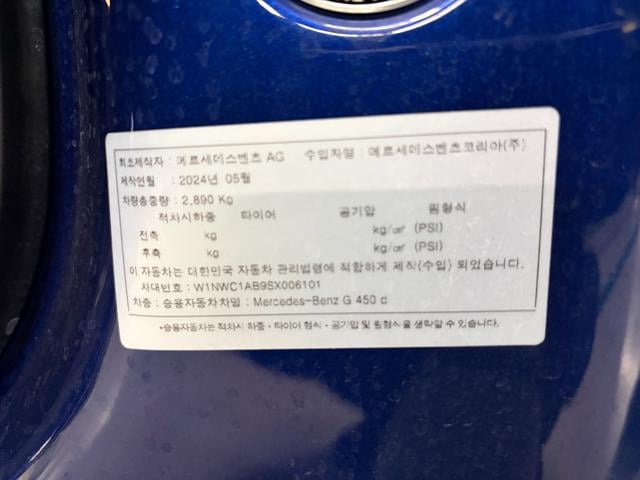 최초제작자 : 메르세데스벤츠 AG 수입자명 : 메르세데스벤츠코리아(주)
제작연월 : 2024년 05월
차량총중량 : 2,890 Kg
적차시하중 타이어 공기압 림형식
전축 kg kg/㎠ (PSI)
후축 kg kg/㎠ (PSI)
이 자동차는 대한민국 자동차 관리법령에 적합하게 제작(수입) 되었습니다.
차대번호 : W1NWC1AB9SX006101
차종 : 승용자동차차명 : Mercedes-Benz G 450 d
*승용자동차는 적차시 하중 · 타이어 형식 · 공기압 및 림형식을 생략할 수 있습니다.